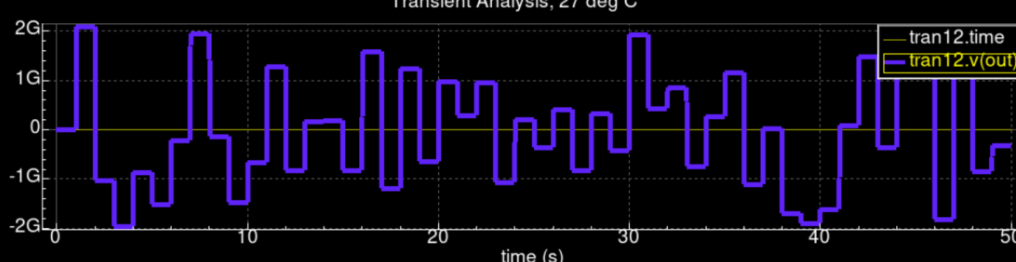 Transient Analysis, 27 deg C
2G
tran12.time
tran12.v(out)
1G
0
-1G
-2G
0 10 20 30 40 50
time (s)